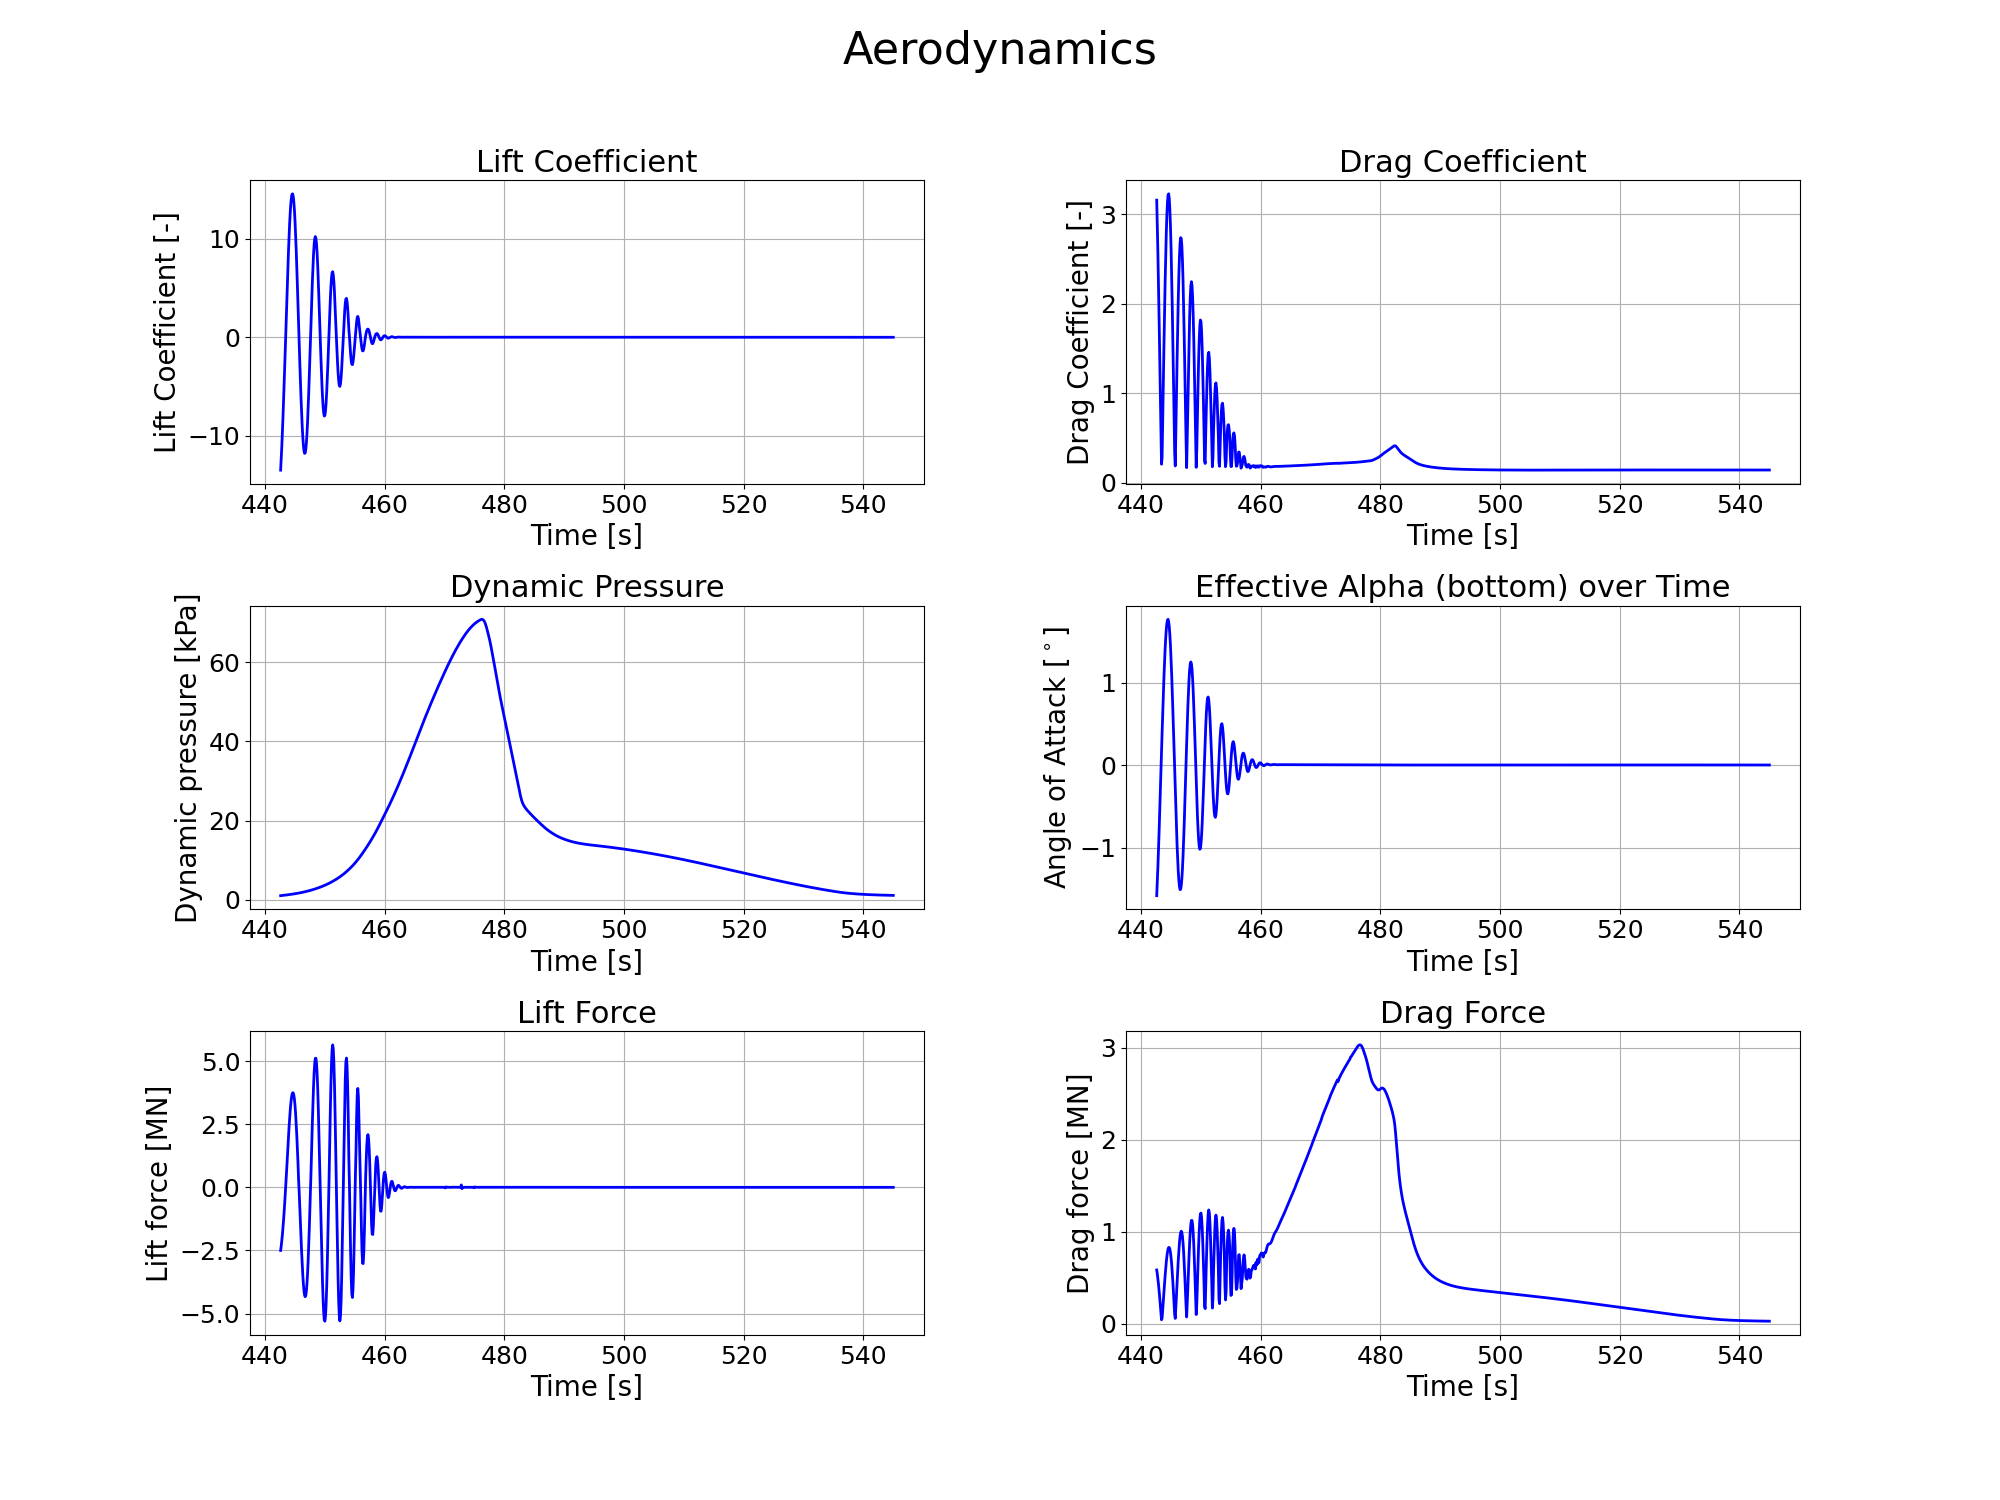 Aerodynamics
Lift Coefficient
Lift Coefficient [-]
10
0
−10
440 460 480 500 520 540
Time [s]
Drag Coefficient
Drag Coefficient [-]
3
2
1
0
440 460 480 500 520 540
Time [s]
Dynamic Pressure
Dynamic pressure [kPa]
60
40
20
0
440 460 480 500 520 540
Time [s]
Effective Alpha (bottom) over Time
Angle of Attack [°]
1
0
−1
440 460 480 500 520 540
Time [s]
Lift Force
Lift force [MN]
5.0
2.5
0.0
−2.5
−5.0
440 460 480 500 520 540
Time [s]
Drag Force
Drag force [MN]
3
2
1
0
440 460 480 500 520 540
Time [s]